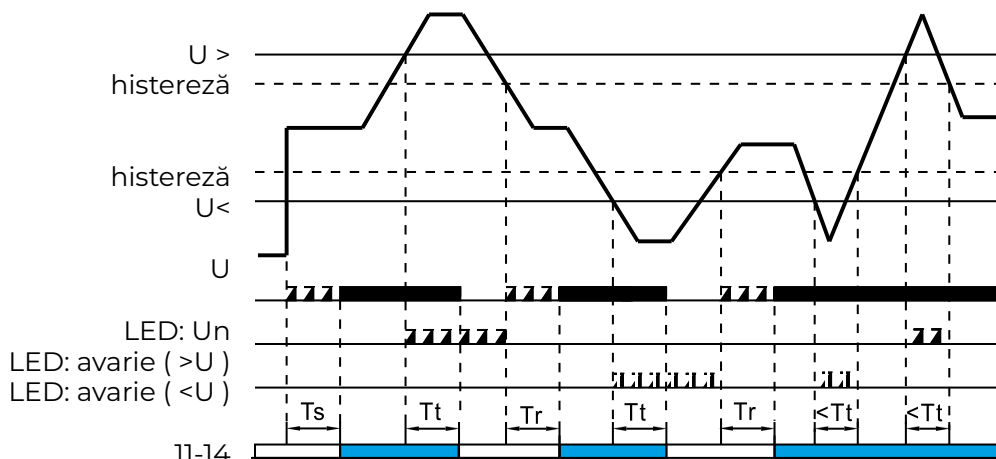 U >
histereză
histereză
U<
U
LED: Un
LED: avarie ( >U )
LED: avarie ( <U )
Ts Tt Tr Tt Tr <Tt <Tt
11-14